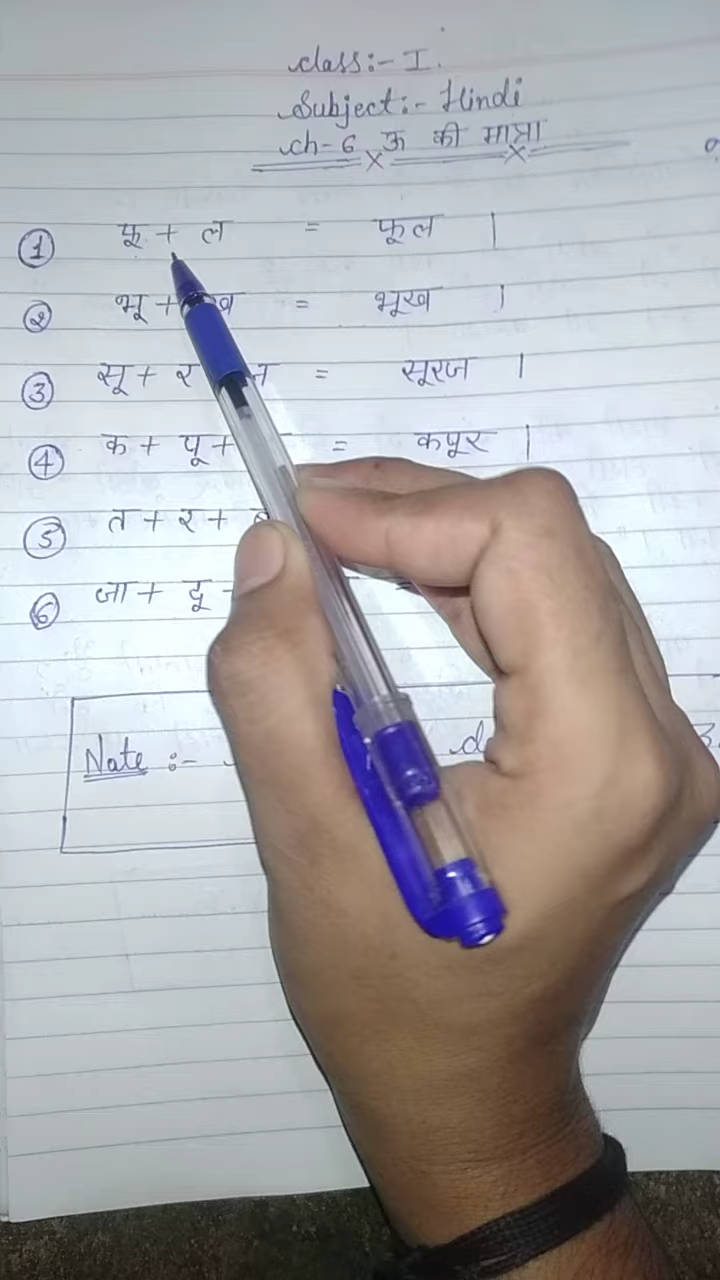 class:- I.
Subject:- Hindi
ch-6 ऊ की मात्रा
① फू + ल = फूल |
② भू + ख = भूख |
③ सू + र = सूरज |
④ क + पू + = कपूर |
⑤ त + र + बू
⑥ जा + दू +
Note :-